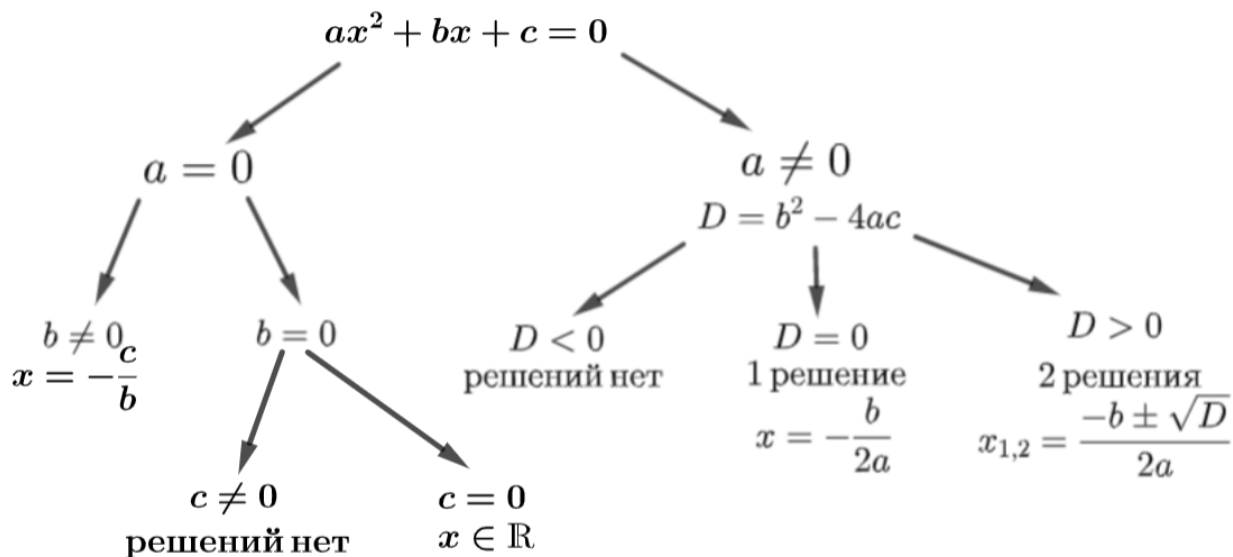 ax² + bx + c = 0
a = 0
a ≠ 0
D = b² − 4ac
b ≠ 0
x = −c/b
b = 0
D < 0
решений нет
D = 0
1 решение
x = −b/2a
D > 0
2 решения
x₁,₂ = (−b ± √D)/2a
c ≠ 0
решений нет
c = 0
x ∈ ℝ